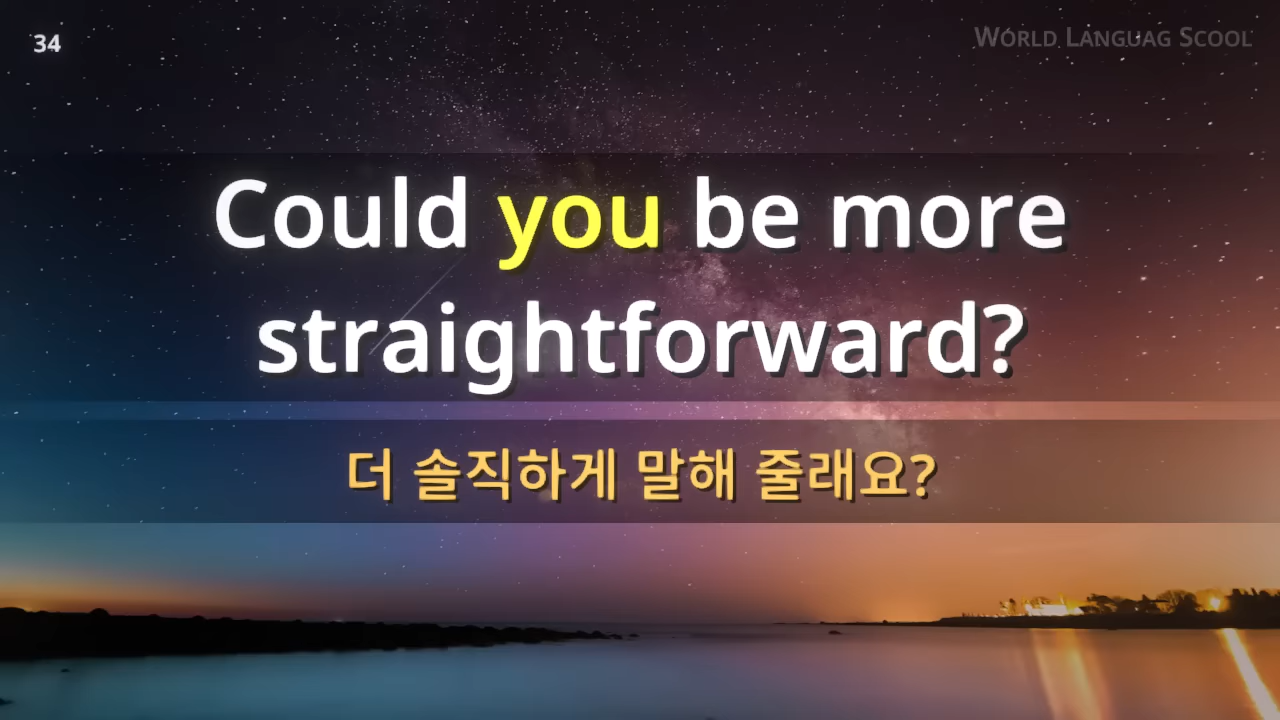 34
WORLD LANGUAG SCOOL
Could you be more
straightforward?
더 솔직하게 말해 줄래요?